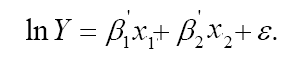 ln Y = β₁'x₁ + β₂'x₂ + ε.